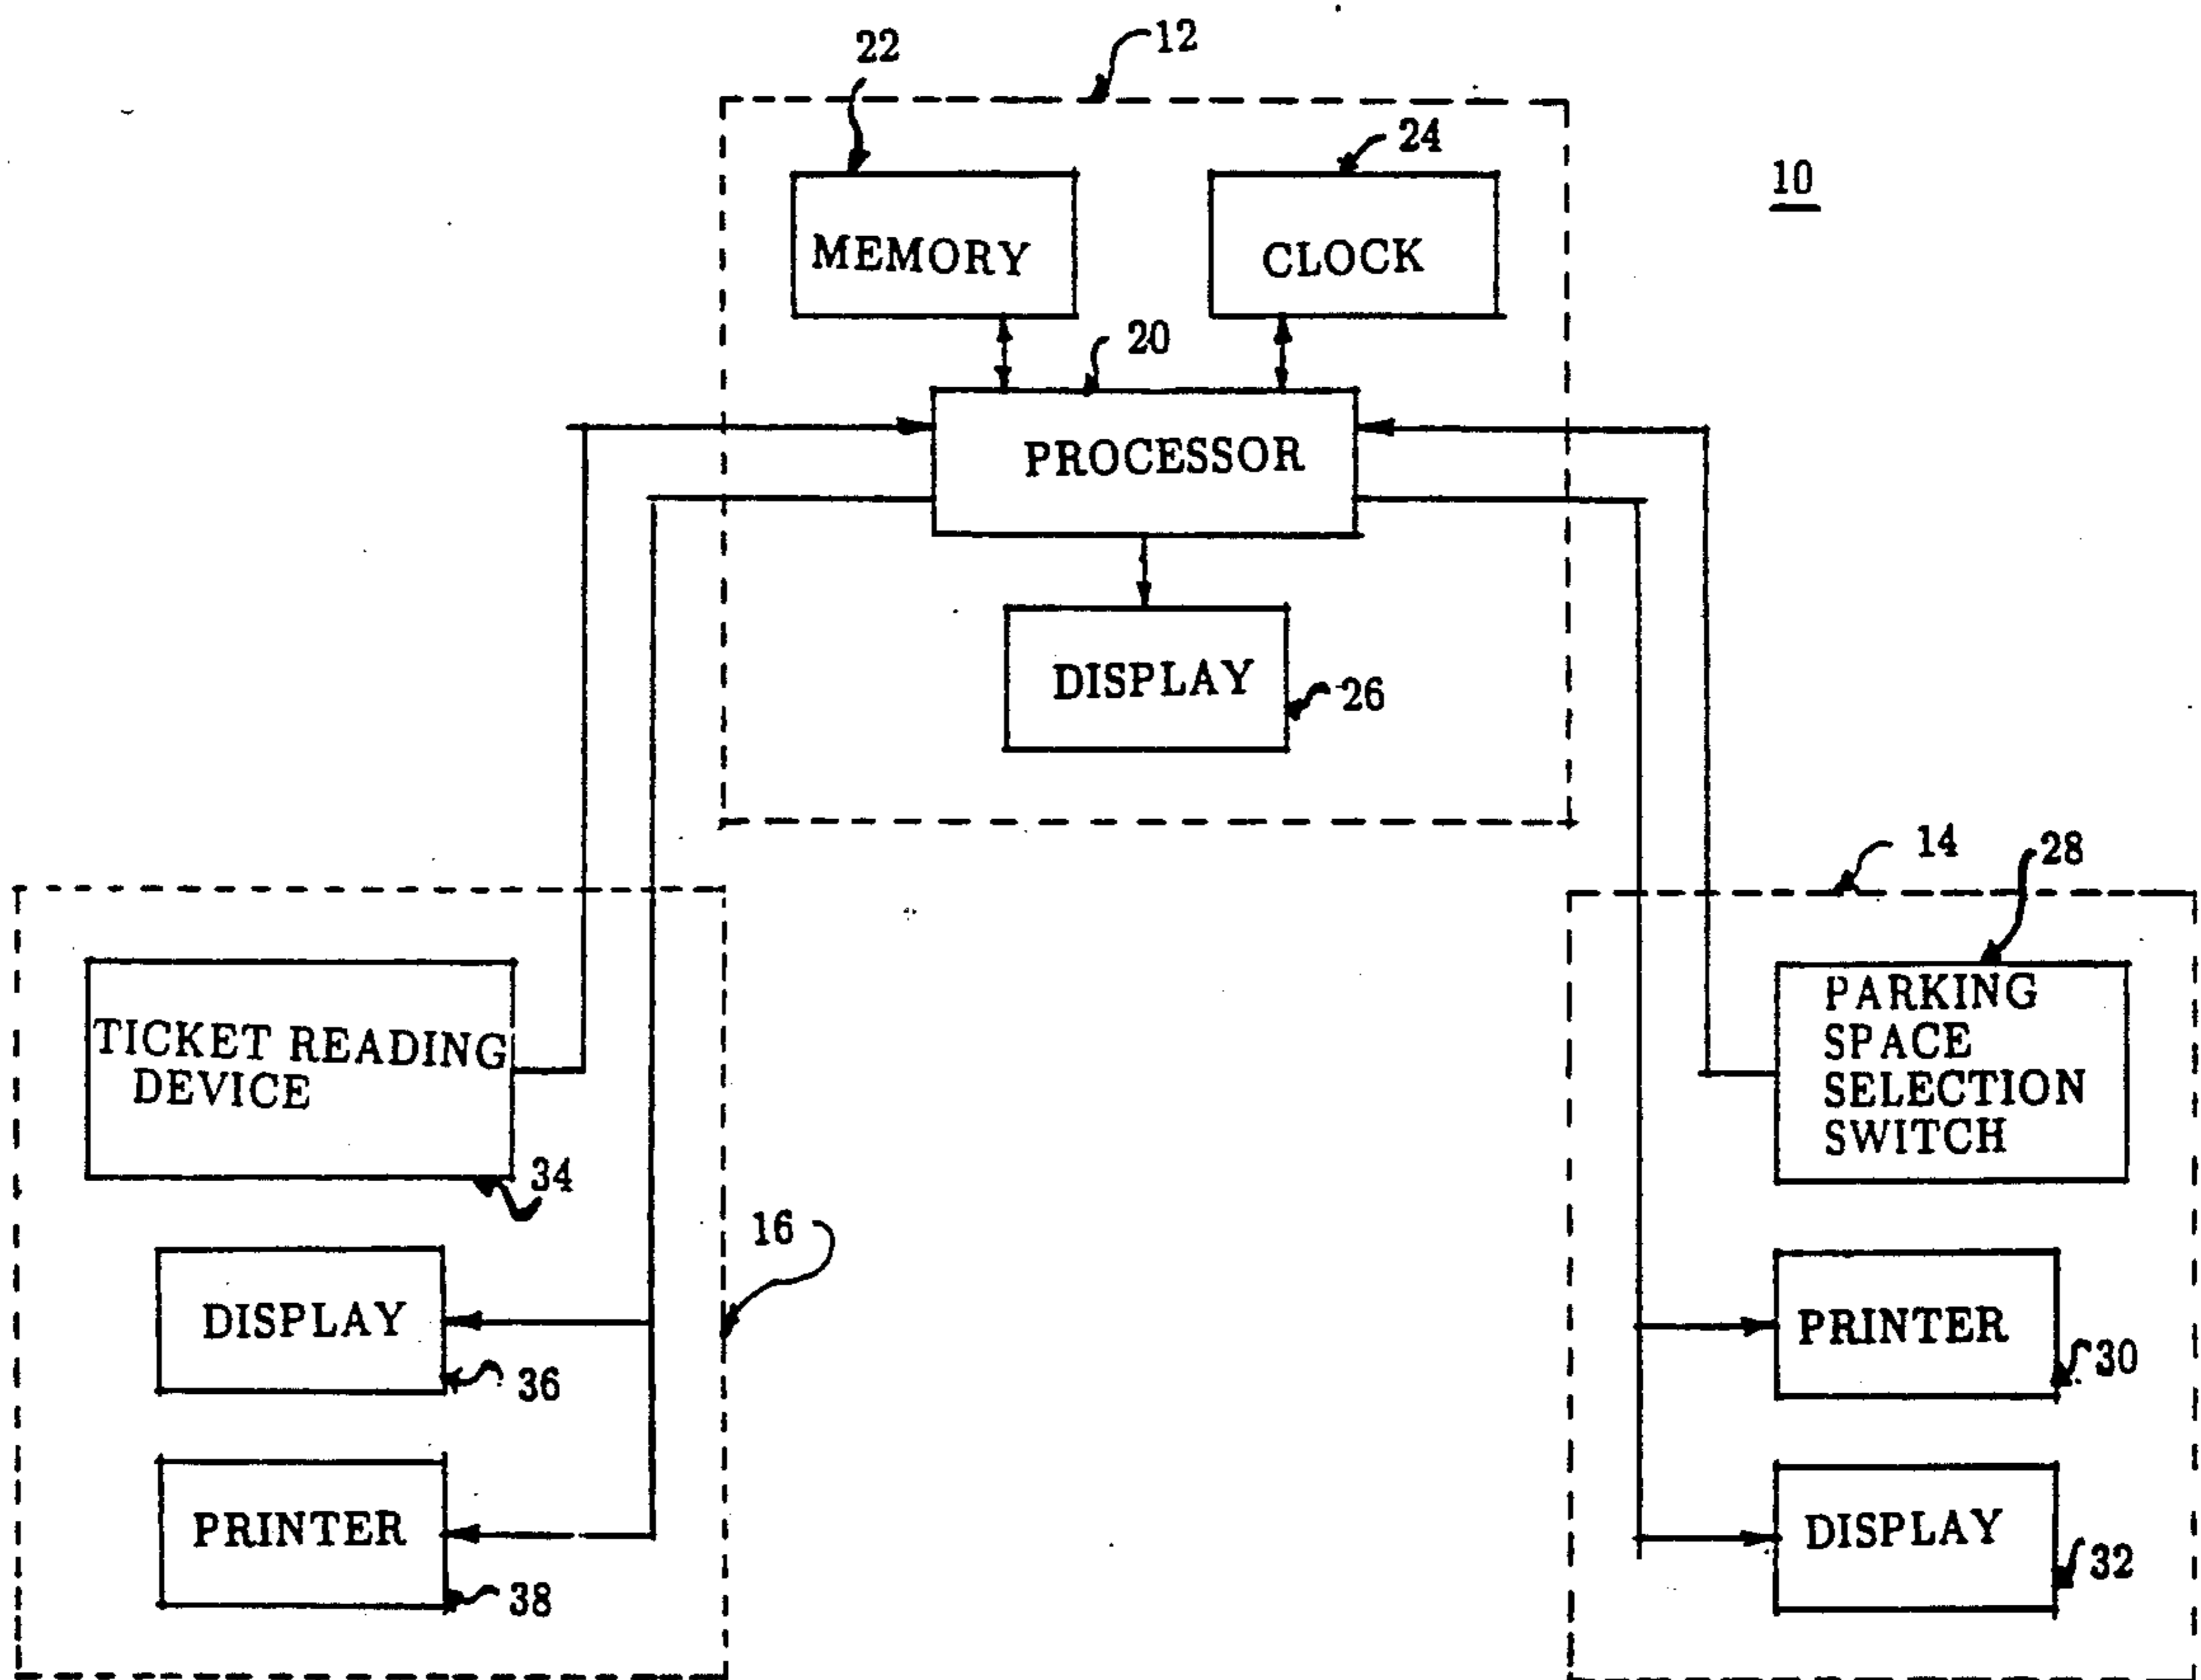 12
22
24
10
MEMORY
CLOCK
20
PROCESSOR
DISPLAY
26
14
28
TICKET READING
DEVICE
34
PARKING
SPACE
SELECTION
SWITCH
16
DISPLAY
36
PRINTER
30
PRINTER
38
DISPLAY
32